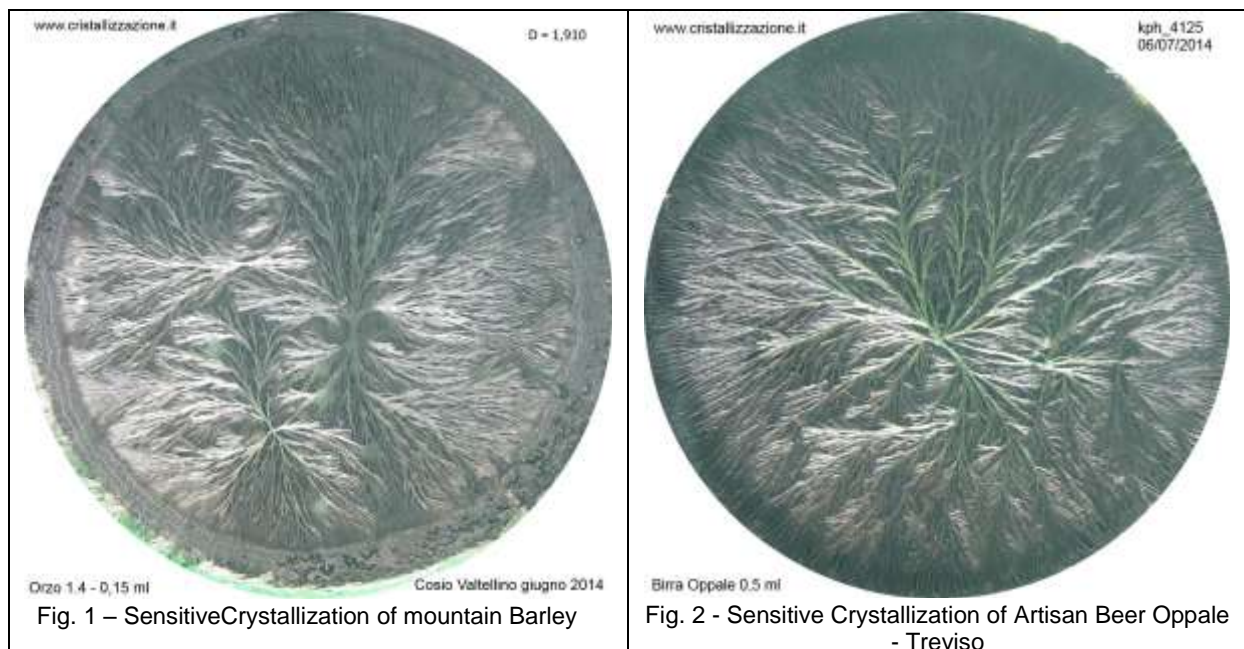 www.cristallizzazione.it
D = 1,910
Orzo 1.4 - 0,15 ml
Cosio Valtellino giugno 2014
Fig. 1 – SensitiveCrystallization of mountain Barley
www.cristallizzazione.it
kph_4125
06/07/2014
Birra Oppale 0.5 ml
Fig. 2 - Sensitive Crystallization of Artisan Beer Oppale
- Treviso